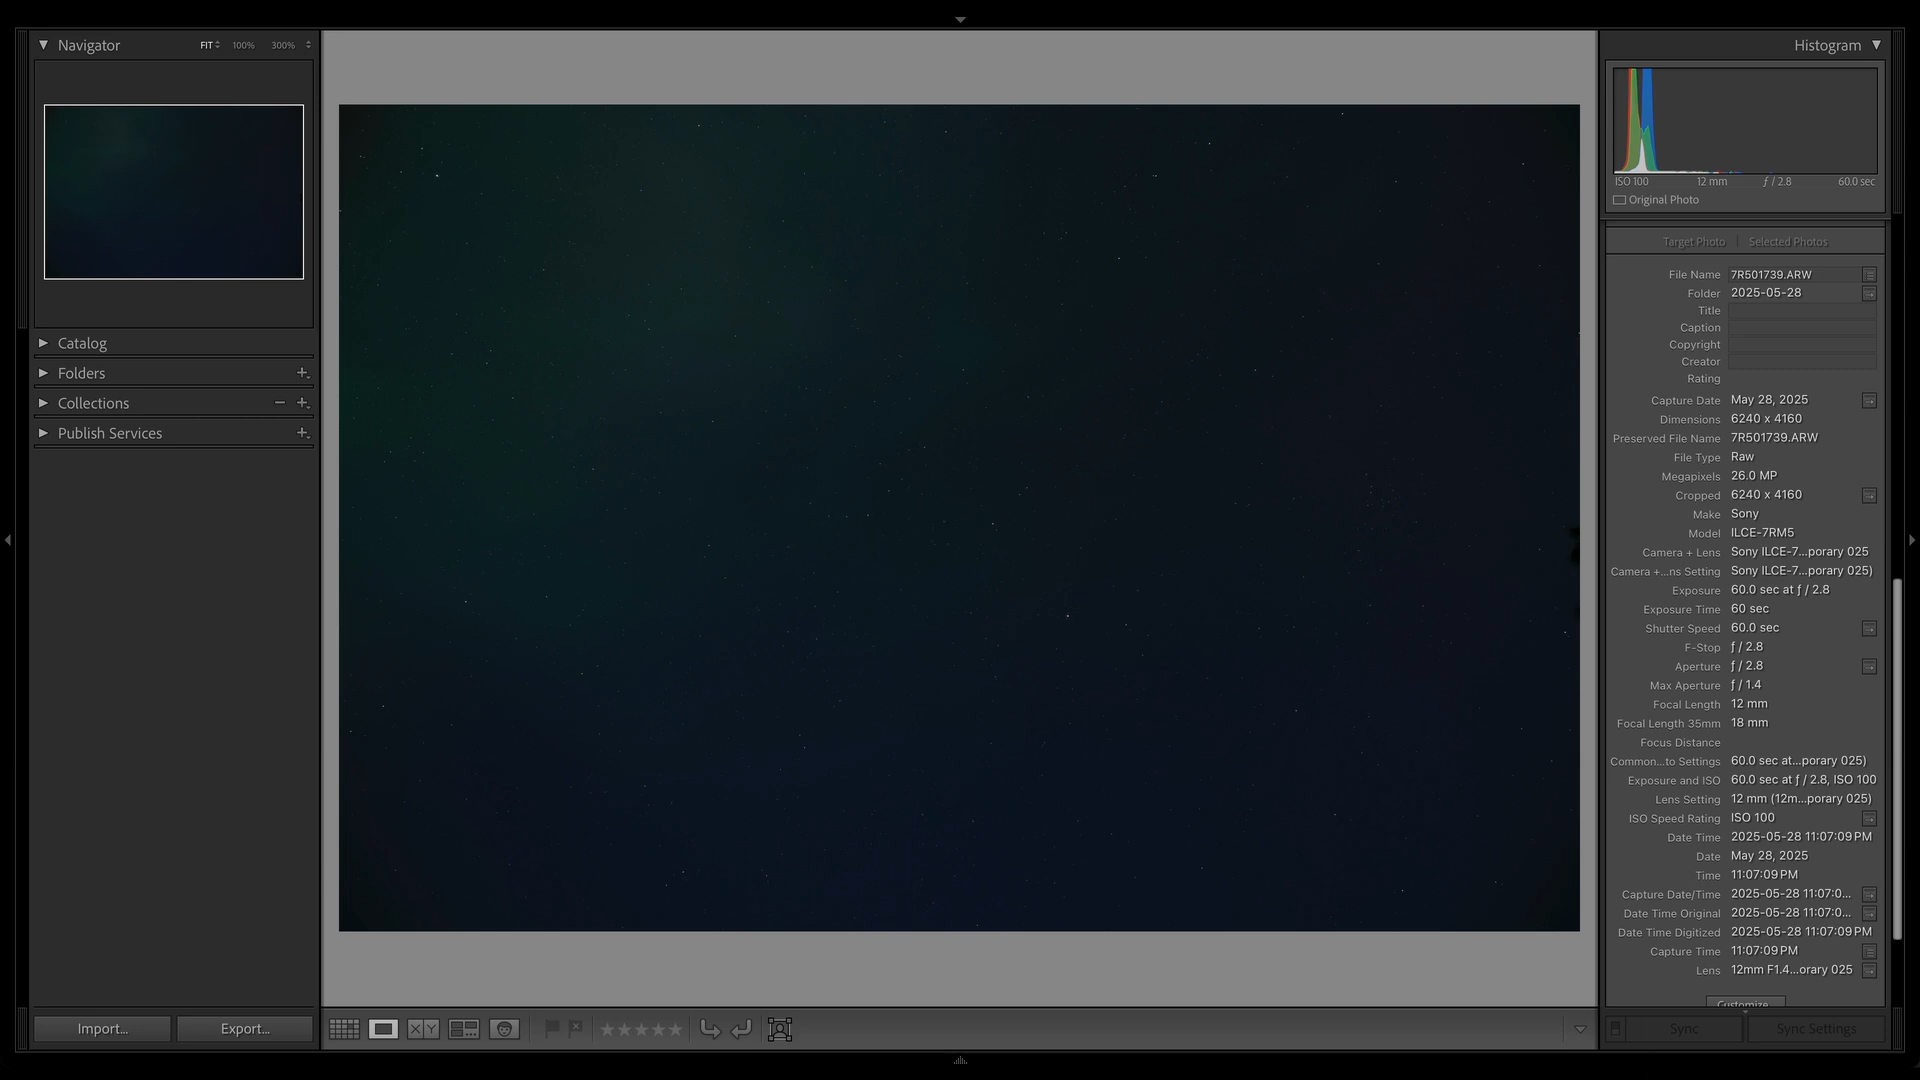 Navigator
FIT 100% 300%
Catalog
Folders
Collections
Publish Services
Import...
Export...
X Y
Histogram
ISO 100 12 mm ƒ / 2.8 60.0 sec
Original Photo
Target Photo Selected Photos
File Name 7R501739.ARW
Folder 2025-05-28
Title
Caption
Copyright
Creator
Rating
Capture Date May 28, 2025
Dimensions 6240 x 4160
Preserved File Name 7R501739.ARW
File Type Raw
Megapixels 26.0 MP
Cropped 6240 x 4160
Make Sony
Model ILCE-7RM5
Camera + Lens Sony ILCE-7...porary 025
Camera +...ns Setting Sony ILCE-7...porary 025)
Exposure 60.0 sec at ƒ / 2.8
Exposure Time 60 sec
Shutter Speed 60.0 sec
F-Stop ƒ / 2.8
Aperture ƒ / 2.8
Max Aperture ƒ / 1.4
Focal Length 12 mm
Focal Length 35mm 18 mm
Focus Distance
Common...to Settings 60.0 sec at...porary 025)
Exposure and ISO 60.0 sec at ƒ / 2.8, ISO 100
Lens Setting 12 mm (12m...porary 025)
ISO Speed Rating ISO 100
Date Time 2025-05-28 11:07:09 PM
Date May 28, 2025
Time 11:07:09 PM
Capture Date/Time 2025-05-28 11:07:0...
Date Time Original 2025-05-28 11:07:0...
Date Time Digitized 2025-05-28 11:07:09 PM
Capture Time 11:07:09 PM
Lens 12mm F1.4...orary 025
Customize...
Sync Sync Settings